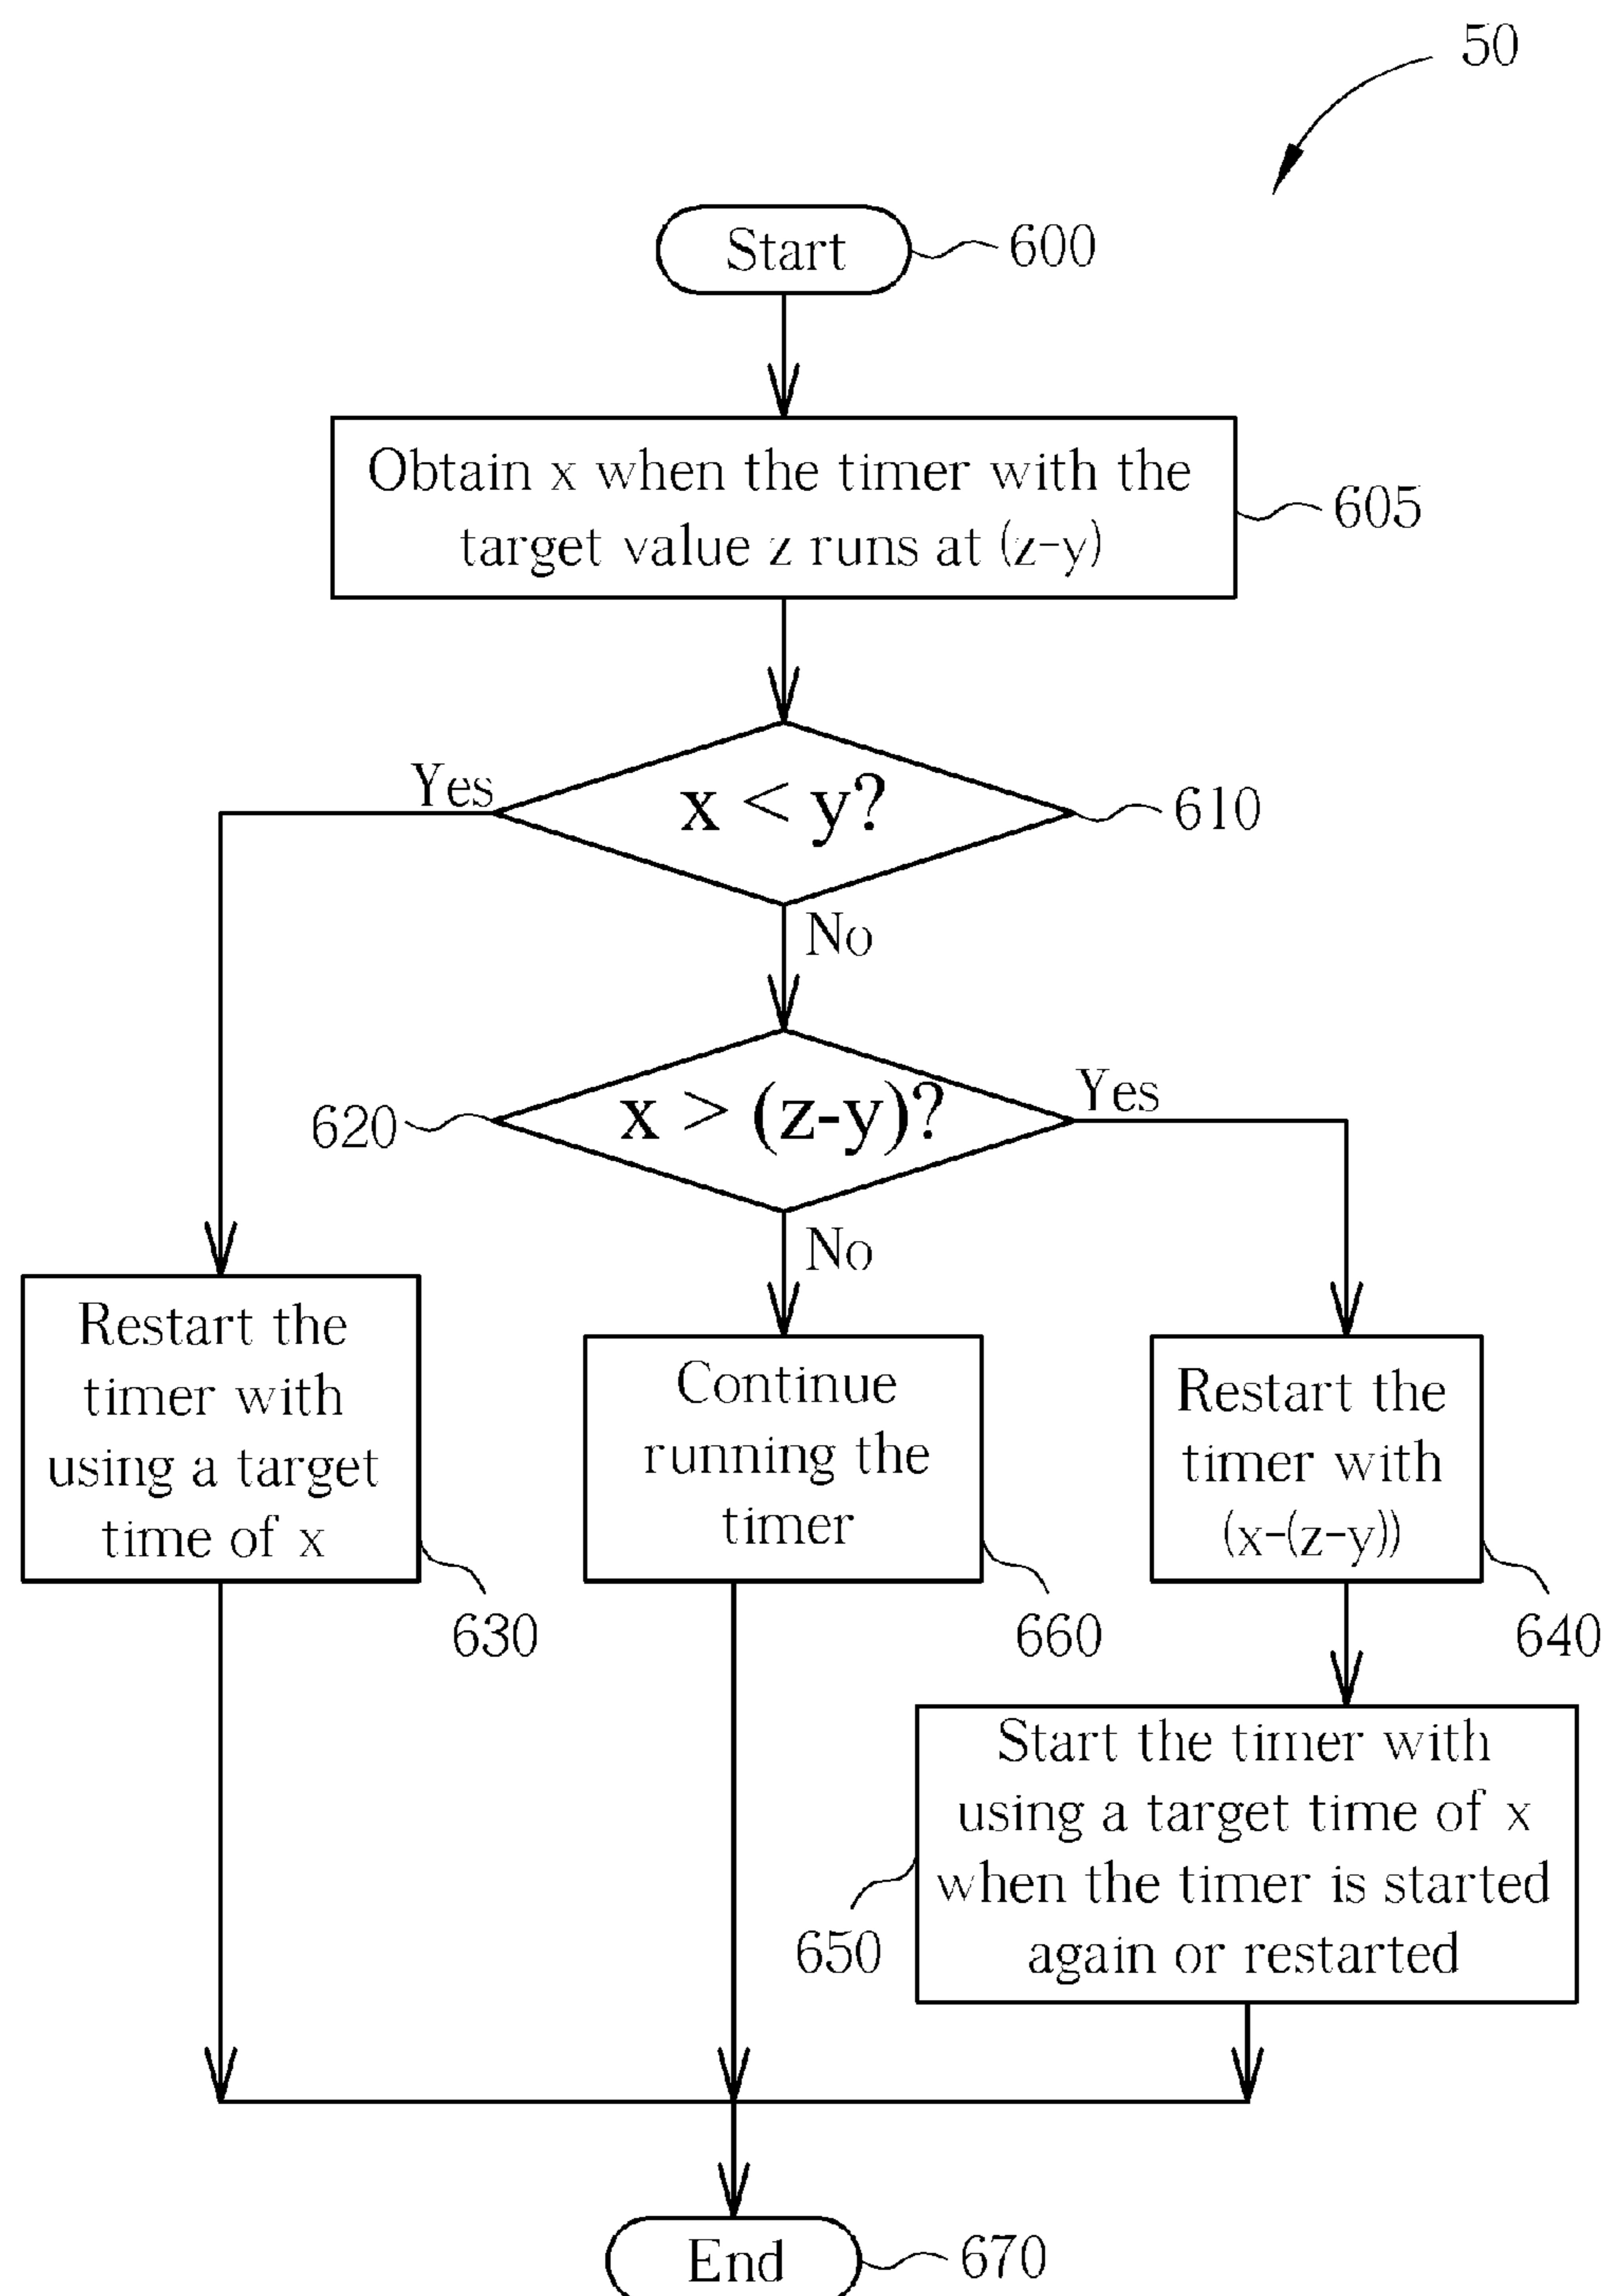 50
Start
600
Obtain x when the timer with the
target value z runs at (z-y)
605
Yes
x < y?
610
No
620
x > (z-y)?
Yes
No
Restart the
timer with
using a target
time of x
630
Continue
running the
timer
660
Restart the
timer with
(x-(z-y))
640
Start the timer with
using a target time of x
when the timer is started
again or restarted
650
End
670